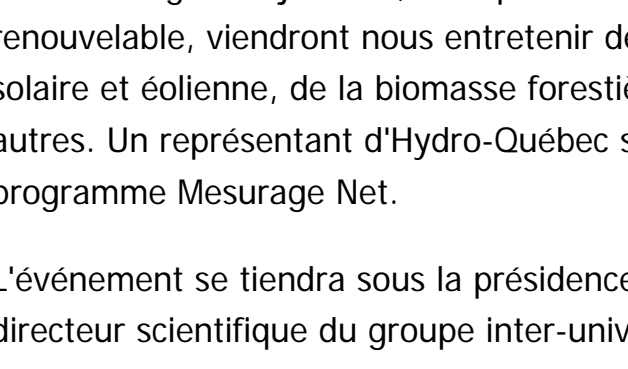 renouvelable, viendront nous entretenir de
solaire et éolienne, de la biomasse foresti
autres. Un représentant d'Hydro-Québec s
programme Mesurage Net.
L'événement se tiendra sous la présidence
directeur scientifique du groupe inter-univ